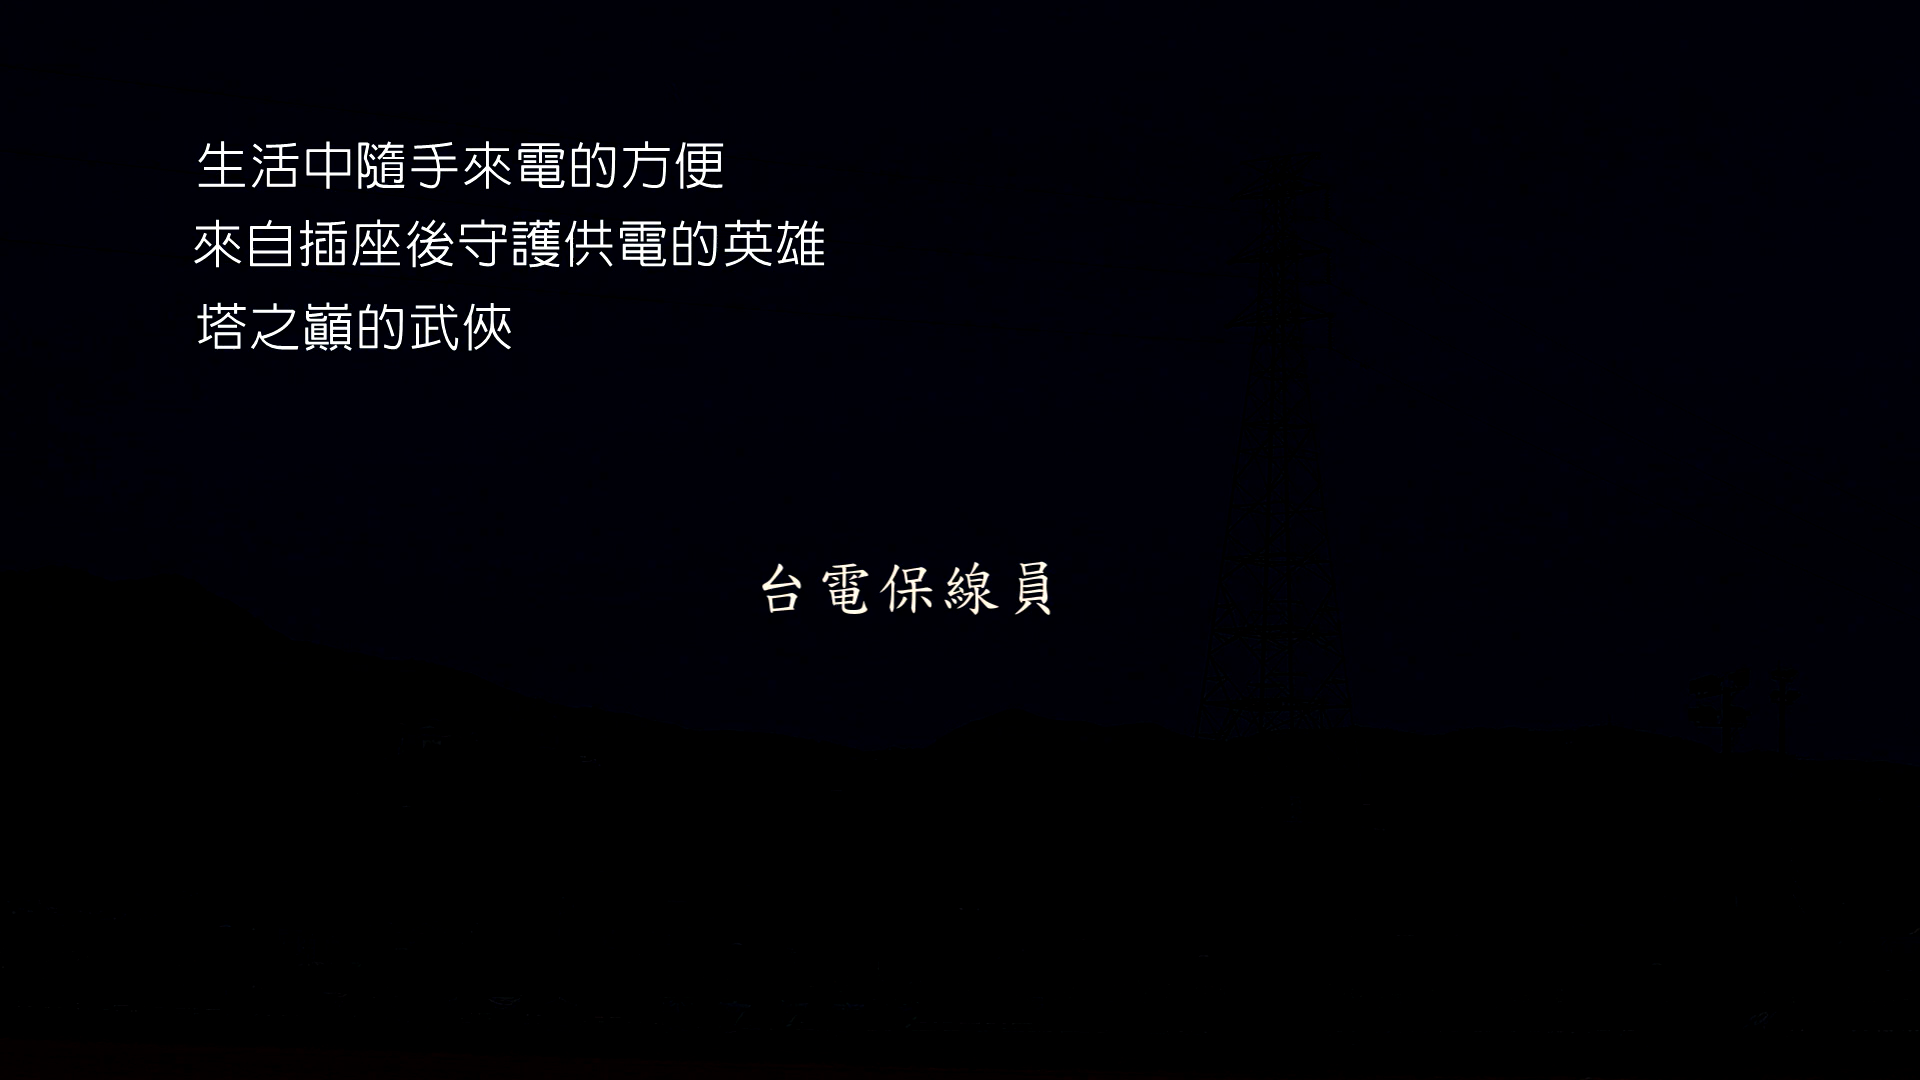 生活中隨手來電的方便
來自插座後守護供電的英雄
塔之巔的武俠
台電保線員